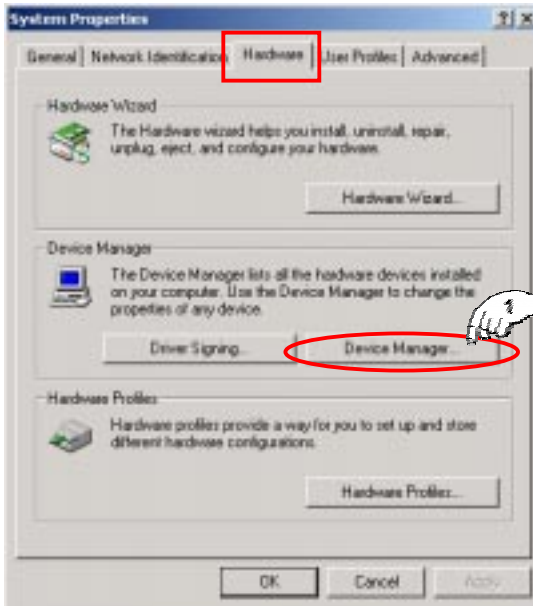 System Properties
? x
General Network Identification Hardware User Profiles Advanced
Hardware Wizard
The Hardware wizard helps you install, uninstall, repair,
unplug, eject, and configure your hardware.
Hardware Wizard...
Device Manager
The Device Manager lists all the hardware devices installed
on your computer. Use the Device Manager to change the
properties of any device.
Driver Signing... Device Manager...
1
Hardware Profiles
Hardware profiles provide a way for you to set up and store
different hardware configurations.
Hardware Profiles...
OK Cancel Apply